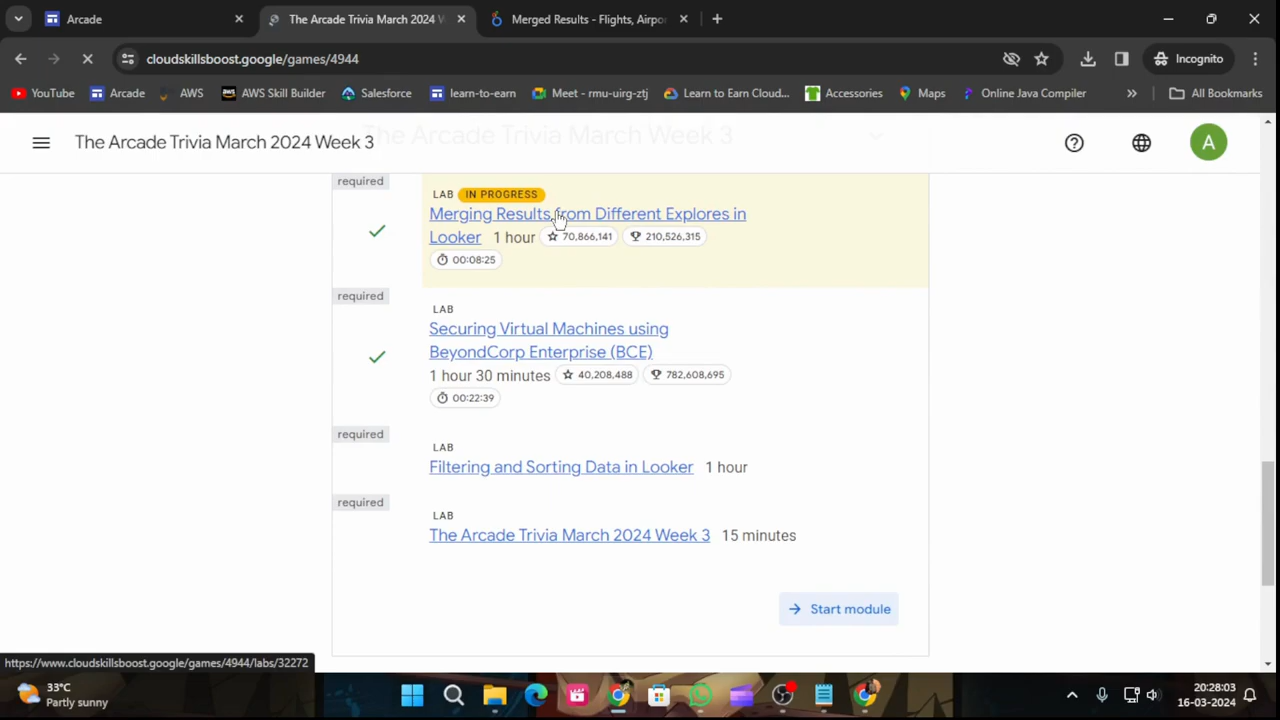 Arcade
The Arcade Trivia March 2024 W
Merged Results - Flights, Airpo
cloudskillsboost.google/games/4944
Incognito
YouTube
Arcade
AWS
AWS Skill Builder
Salesforce
learn-to-earn
Meet - rmu-uirg-ztj
Learn to Earn Cloud...
Accessories
Maps
Online Java Compiler
All Bookmarks
The Arcade Trivia March 2024 Week 3
The Arcade Trivia March Week 3
A
required
LAB IN PROGRESS
Merging Results from Different Explores in
Looker 1 hour 70,866,141 210,526,315
00:08:25
required
LAB
Securing Virtual Machines using
BeyondCorp Enterprise (BCE)
1 hour 30 minutes 40,208,488 782,608,695
00:22:39
required
LAB
Filtering and Sorting Data in Looker 1 hour
required
LAB
The Arcade Trivia March 2024 Week 3 15 minutes
Start module
https://www.cloudskillsboost.google/games/4944/labs/32272
33°C
Partly sunny
20:28:03
16-03-2024